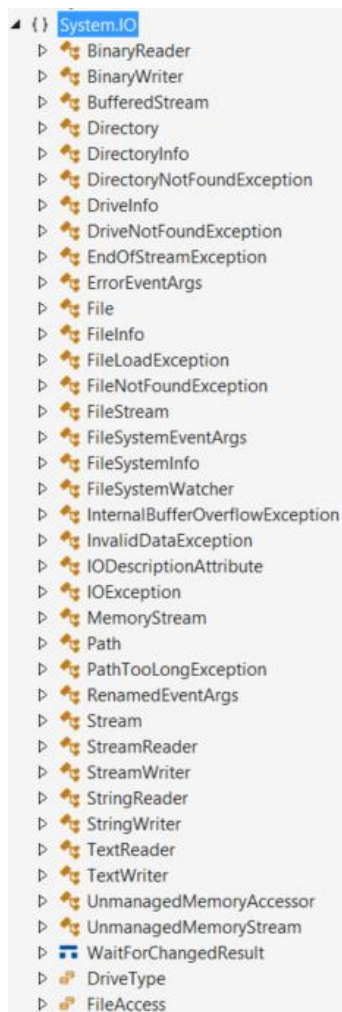 { } System.IO
BinaryReader
BinaryWriter
BufferedStream
Directory
DirectoryInfo
DirectoryNotFoundException
DriveInfo
DriveNotFoundException
EndOfStreamException
ErrorEventArgs
File
FileInfo
FileLoadException
FileNotFoundException
FileStream
FileSystemEventArgs
FileSystemInfo
FileSystemWatcher
InternalBufferOverflowException
InvalidDataException
IODescriptionAttribute
IOException
MemoryStream
Path
PathTooLongException
RenamedEventArgs
Stream
StreamReader
StreamWriter
StringReader
StringWriter
TextReader
TextWriter
UnmanagedMemoryAccessor
UnmanagedMemoryStream
WaitForChangedResult
DriveType
FileAccess